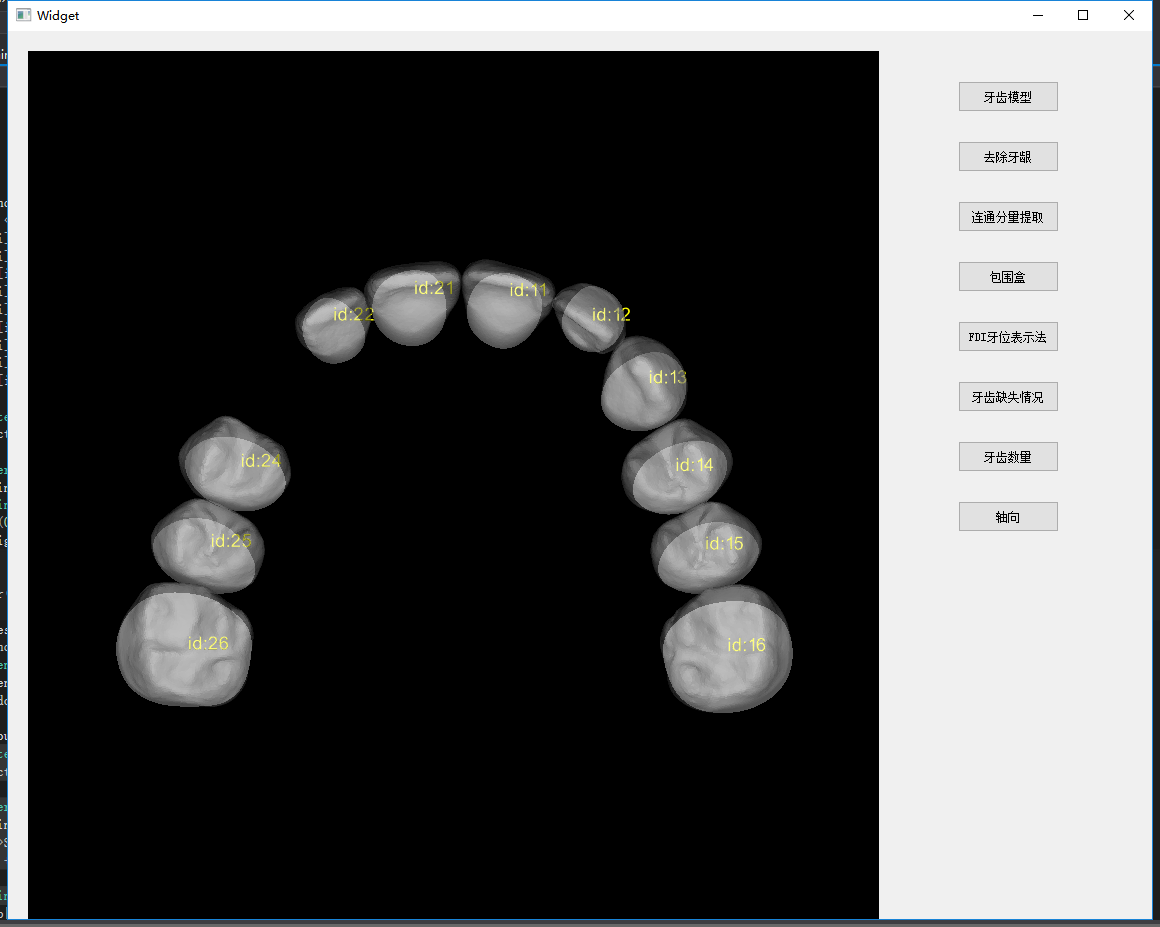 Widget
牙齿模型
去除牙龈
连通分量提取
包围盒
FDI牙位表示法
牙齿缺失情况
牙齿数量
轴向
id:21
id:11
id:22
id:12
id:13
id:24
id:14
id:25
id:15
id:26
id:16